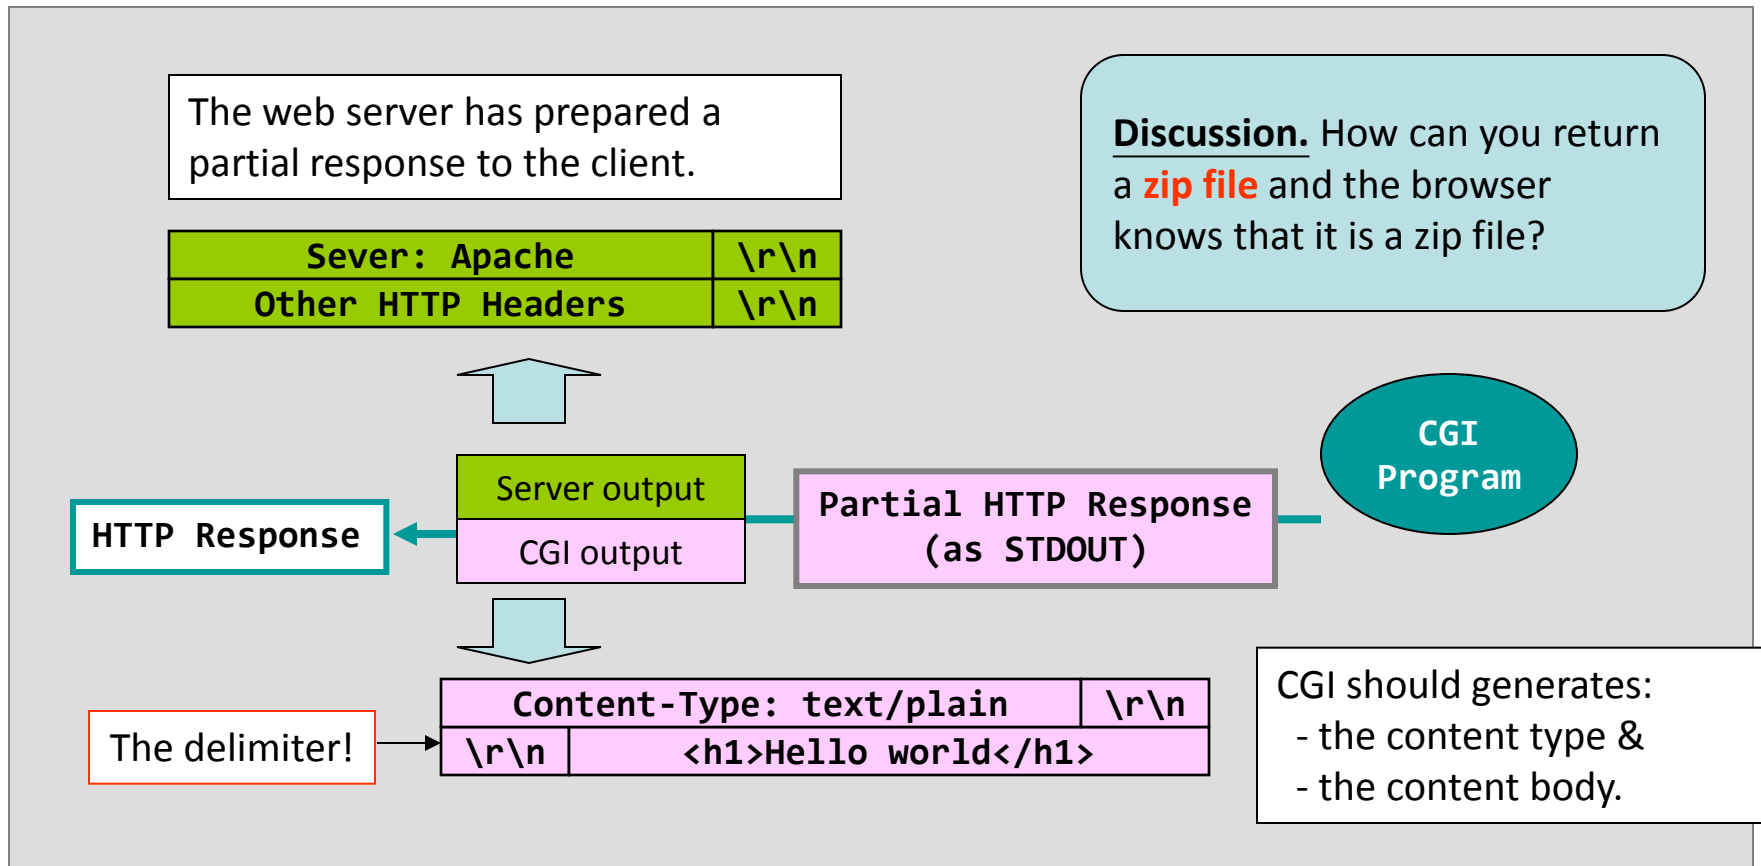 The web server has prepared a
partial response to the client.
Discussion. How can you return
a zip file and the browser
knows that it is a zip file?
Sever: Apache \r\n
Other HTTP Headers \r\n
CGI
Program
Server output
CGI output
HTTP Response
Partial HTTP Response
(as STDOUT)
The delimiter!
Content-Type: text/plain \r\n
\r\n <h1>Hello world</h1>
CGI should generates:
- the content type &
- the content body.